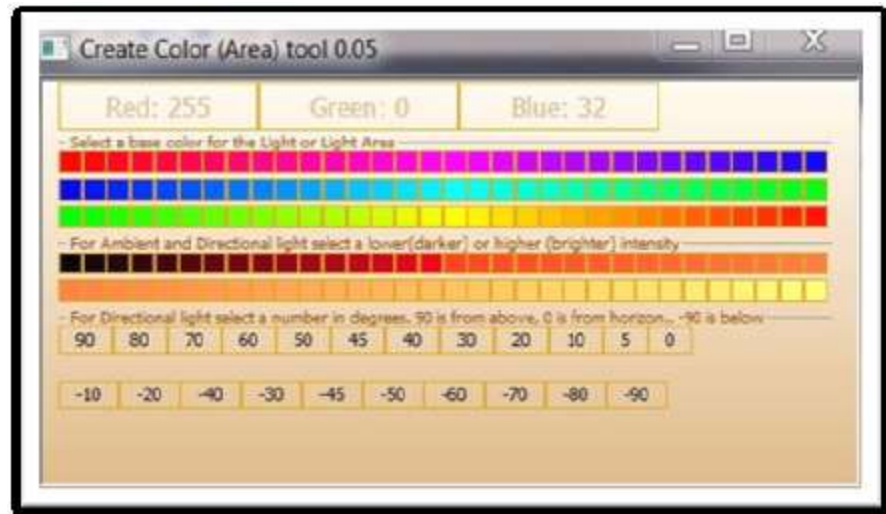 Create Color (Area) tool 0.05
Red: 255 Green: 0 Blue: 32
Select a base color for the Light or Light Area
For Ambient and Directional light select a lower(darker] or higher (brighter] intensity
For Directional light select a number in degrees. 90 is from above, 0 is from horizon... -90 is below
90 80 70 60 50 45 40 30 20 10 5 0
-10 -20 -40 -30 -45 -50 -60 -70 -80 -90